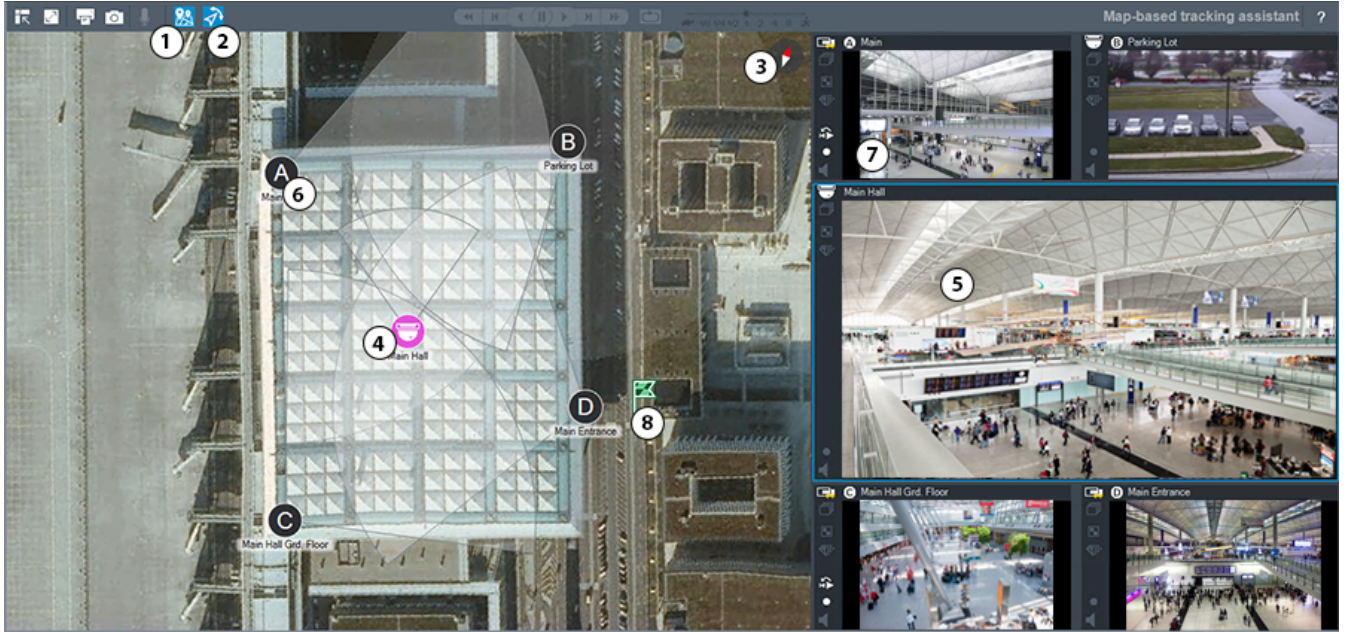 Map-based tracking assistant ?
1
2
3
A Main
B Parking Lot
7
A
6
B
Parking Lot
Main Hall
5
4
Main Hall
D
Main Entrance
8
C
Main Hall Grd. Floor
C Main Hall Grd. Floor
D Main Entrance